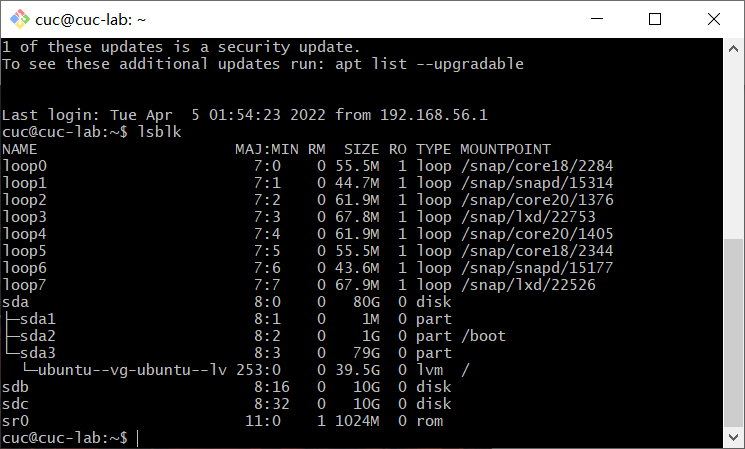 cuc@cuc-lab: ~
1 of these updates is a security update.
To see these additional updates run: apt list --upgradable
Last login: Tue Apr  5 01:54:23 2022 from 192.168.56.1
cuc@cuc-lab:~$ lsblk
NAME                      MAJ:MIN RM  SIZE RO TYPE MOUNTPOINT
loop0                       7:0    0 55.5M  1 loop /snap/core18/2284
loop1                       7:1    0 44.7M  1 loop /snap/snapd/15314
loop2                       7:2    0 61.9M  1 loop /snap/core20/1376
loop3                       7:3    0 67.8M  1 loop /snap/lxd/22753
loop4                       7:4    0 61.9M  1 loop /snap/core20/1405
loop5                       7:5    0 55.5M  1 loop /snap/core18/2344
loop6                       7:6    0 43.6M  1 loop /snap/snapd/15177
loop7                       7:7    0 67.9M  1 loop /snap/lxd/22526
sda                         8:0    0   80G  0 disk
├─sda1                      8:1    0    1M  0 part
├─sda2                      8:2    0    1G  0 part /boot
└─sda3                      8:3    0   79G  0 part
  └─ubuntu--vg-ubuntu--lv 253:0    0 39.5G  0 lvm  /
sdb                         8:16   0   10G  0 disk
sdc                         8:32   0   10G  0 disk
sr0                        11:0    1 1024M  0 rom
cuc@cuc-lab:~$